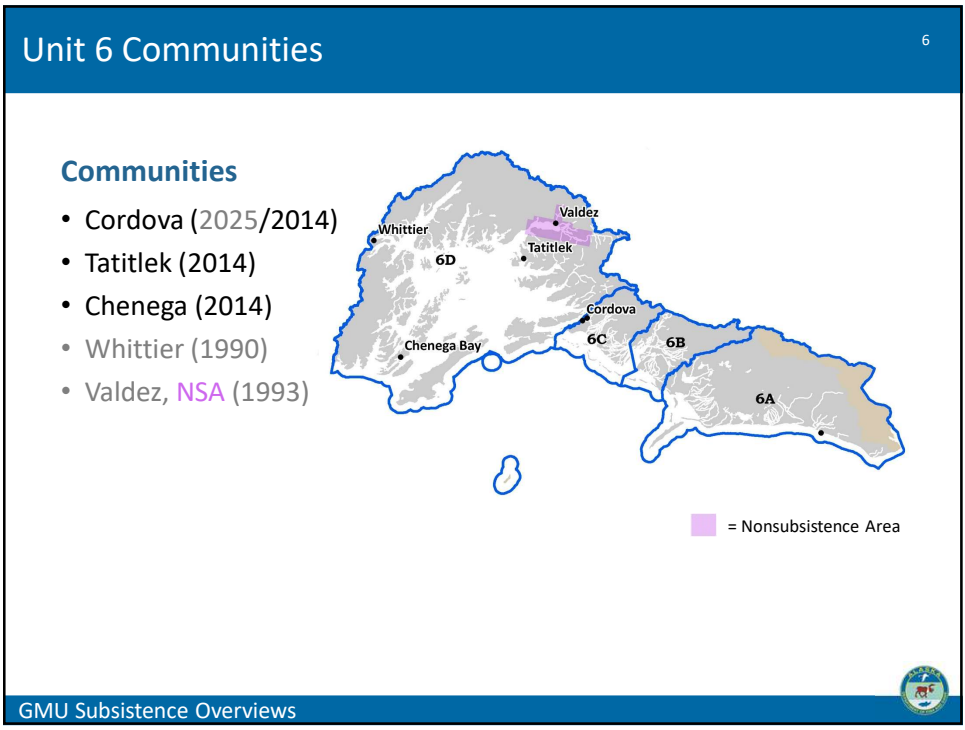 Unit 6 Communities
6
Communities
• Cordova (2025/2014)
• Tatitlek (2014)
• Chenega (2014)
• Whittier (1990)
• Valdez, NSA (1993)
Valdez
Whittier
Tatitlek
6D
Cordova
6C
6B
Chenega Bay
6A
= Nonsubsistence Area
ALASKA
GMU Subsistence Overviews